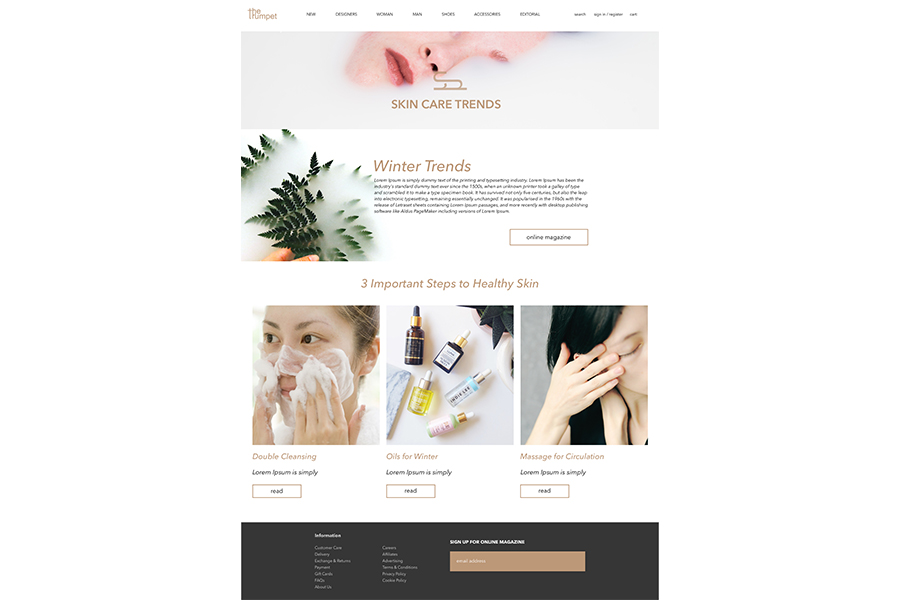 the
Trumpet
NEW DESIGNERS WOMAN MAN SHOES ACCESSORIES EDITORIAL search sign in / register cart
SKIN CARE TRENDS
Winter Trends
Lorem Ipsum is simply dummy text of the printing and typesetting industry. Lorem Ipsum has been the
industry's standard dummy text ever since the 1500s, when an unknown printer took a galley of type
and scrambled it to make a type specimen book. It has survived not only five centuries, but also the leap
into electronic typesetting, remaining essentially unchanged. It was popularised in the 1960s with the
release of Letraset sheets containing Lorem Ipsum passages, and more recently with desktop publishing
software like Aldus PageMaker including versions of Lorem Ipsum.
online magazine
3 Important Steps to Healthy Skin
INDIE LEE
Double Cleansing Oils for Winter Massage for Circulation
Lorem Ipsum is simply Lorem Ipsum is simply Lorem Ipsum is simply
read read read
Information
Customer Care
Delivery
Exchange & Returns
Payment
Gift Cards
FAQs
About Us
Careers
Affiliates
Advertising
Terms & Conditions
Privacy Policy
Cookie Policy
SIGN UP FOR ONLINE MAGAZINE
email address